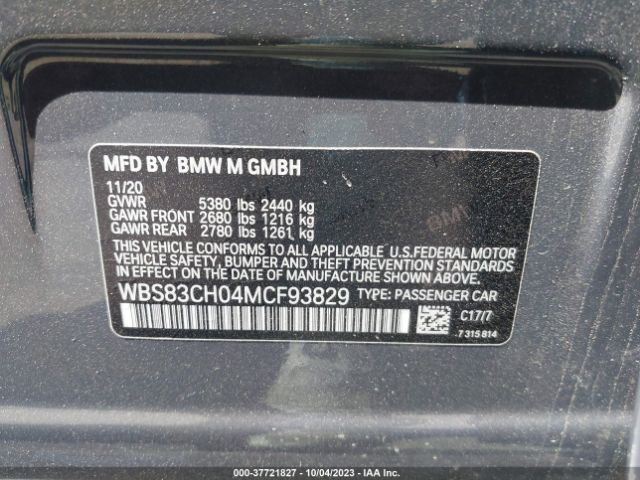 MFD BY BMW M GMBH
11/20
GVWR 5380 lbs 2440 kg
GAWR FRONT 2680 lbs 1216 kg
GAWR REAR 2780 lbs 1261 kg
THIS VEHICLE CONFORMS TO ALL APPLICABLE U.S.FEDERAL MOTOR
VEHICLE SAFETY, BUMPER AND THEFT PREVENTION STANDARDS
IN EFFECT ON THE DATE OF MANUFACTURE SHOWN ABOVE.
WBS83CH04MCF93829 TYPE: PASSENGER CAR
C17/7
7 315 814
000-37721827 - 10/04/2023 - IAA Inc.